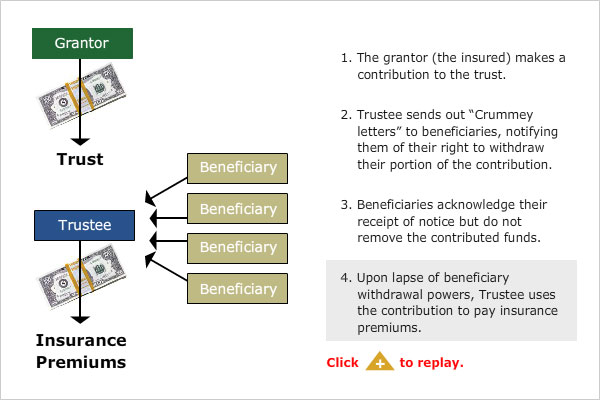 Grantor
Trust
Trustee
Insurance
Premiums
Beneficiary
Beneficiary
Beneficiary
Beneficiary
1. The grantor (the insured) makes a
contribution to the trust.
2. Trustee sends out “Crummey
letters” to beneficiaries, notifying
them of their right to withdraw
their portion of the contribution.
3. Beneficiaries acknowledge their
receipt of notice but do not
remove the contributed funds.
4. Upon lapse of beneficiary
withdrawal powers, Trustee uses
the contribution to pay insurance
premiums.
Click + to replay.